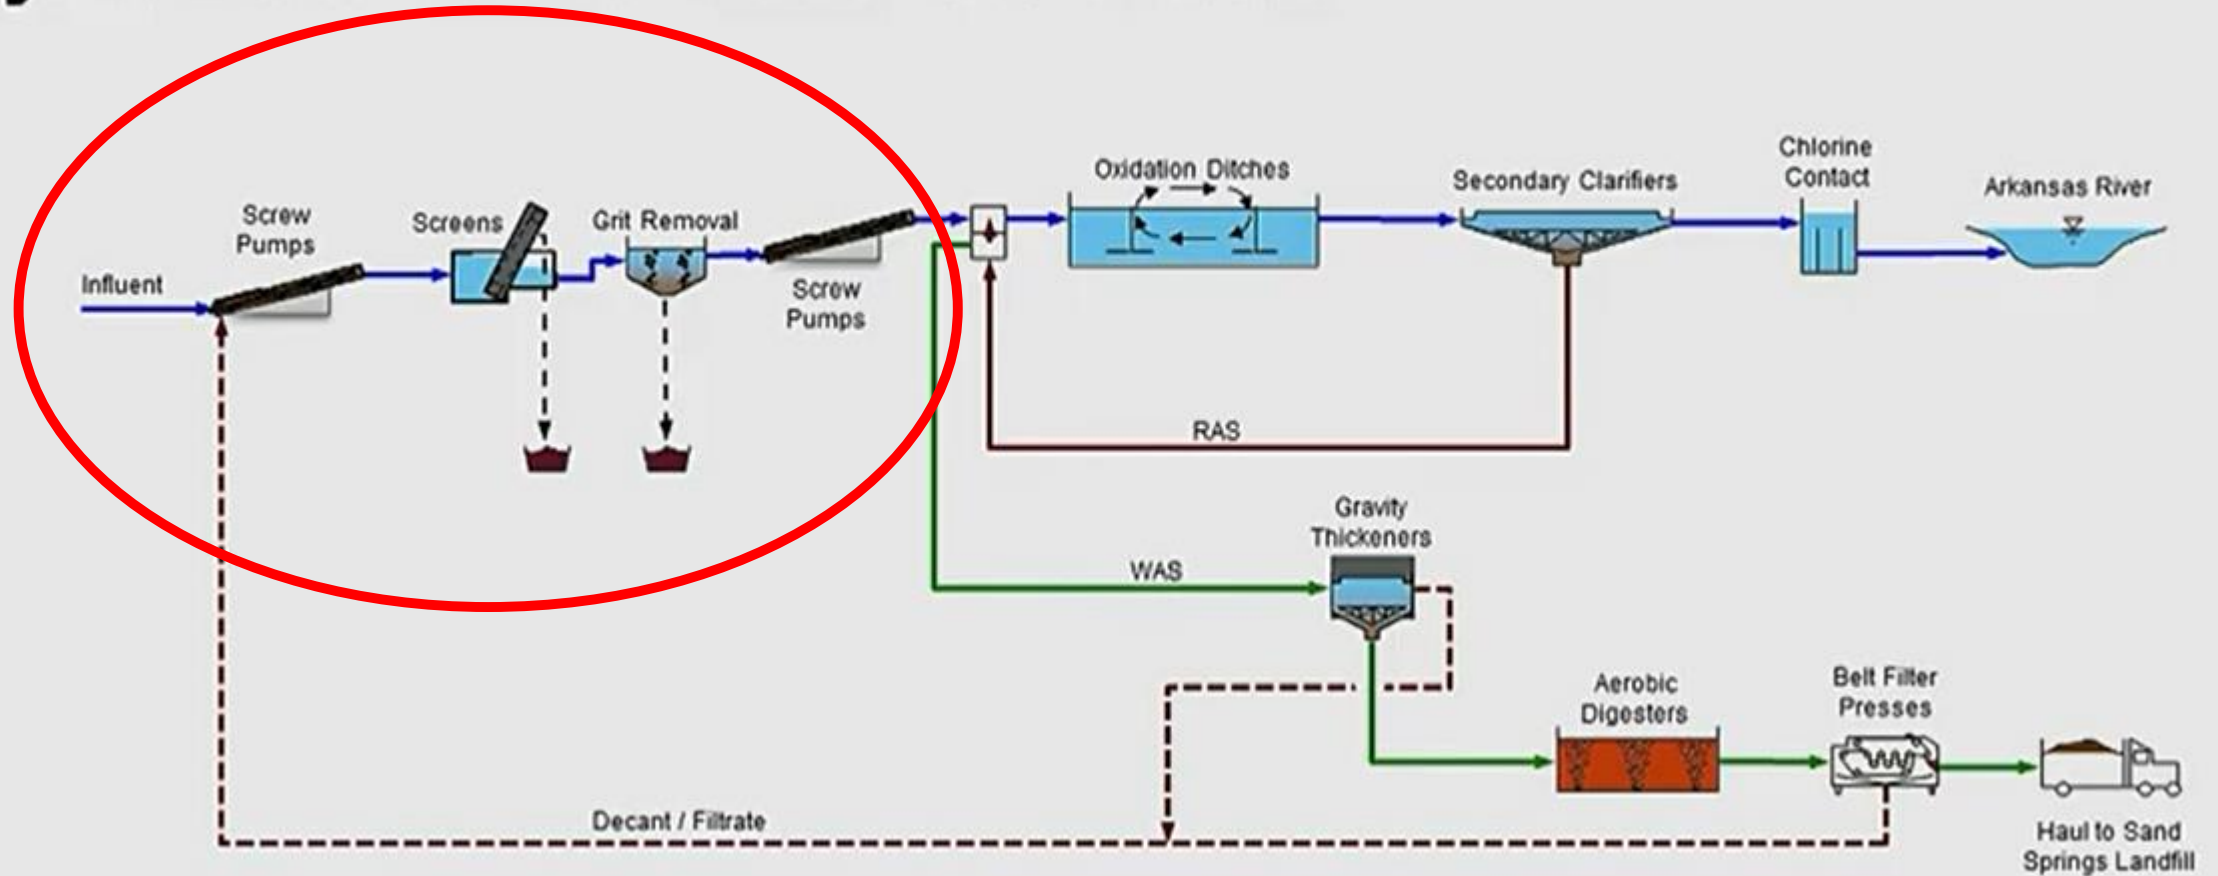 Influent
Screw
Pumps
Screens
Grit Removal
Screw
Pumps
Oxidation Ditches
Secondary Clarifiers
Chlorine
Contact
Arkansas River
RAS
WAS
Gravity
Thickeners
Aerobic
Digesters
Belt Filter
Presses
Haul to Sand
Springs Landfill
Decant / Filtrate